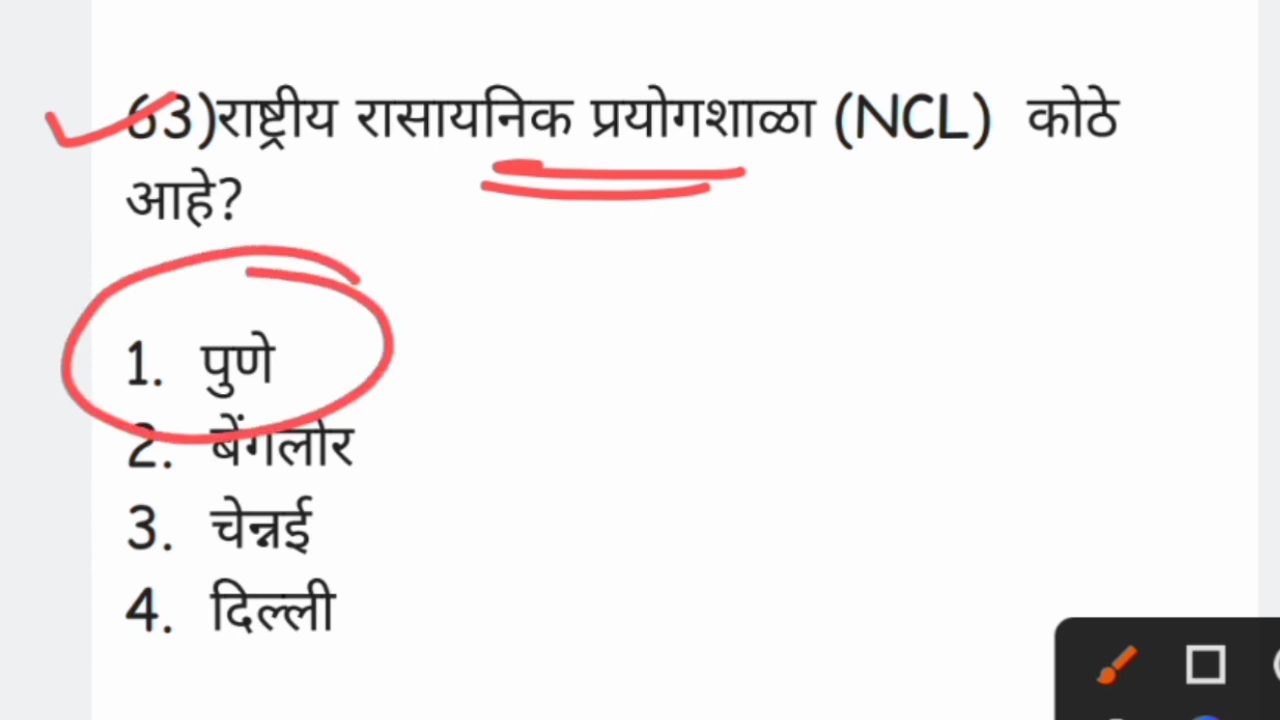 63)राष्ट्रीय रासायनिक प्रयोगशाळा (NCL) कोठे
आहे?
1. पुणे
2. बेंगलोर
3. चेन्नई
4. दिल्ली